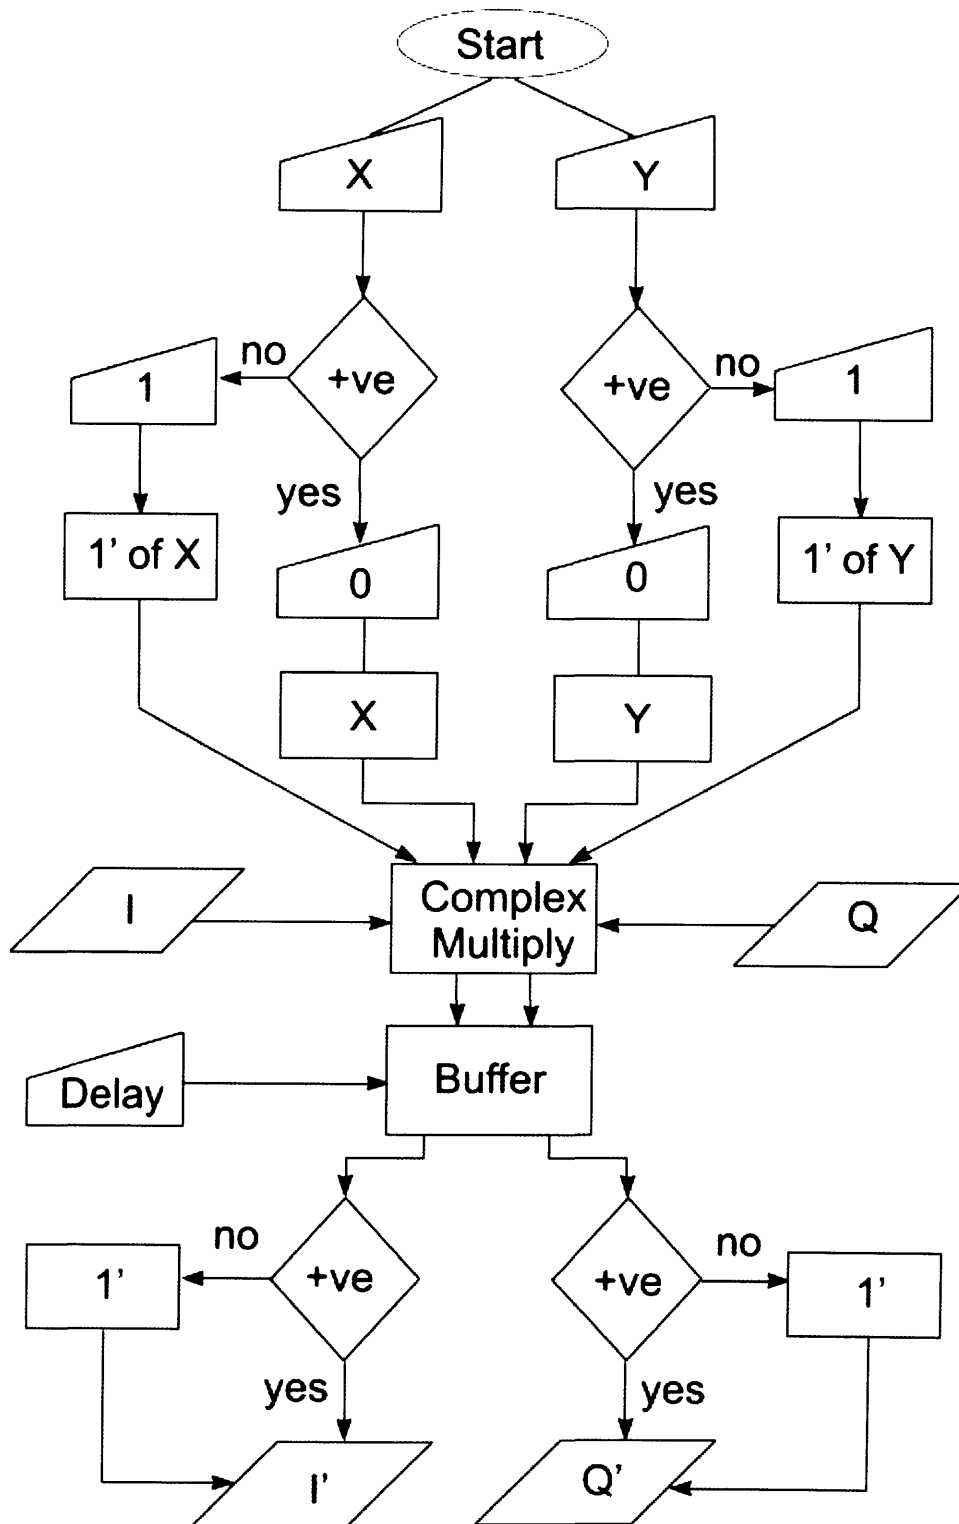 Start
X
Y
+ve
no
1
yes
+ve
no
1
yes
1’ of X
0
0
1’ of Y
X
Y
I
Complex
Multiply
Q
Delay
Buffer
no
+ve
1’
yes
+ve
no
1’
yes
I’
Q’